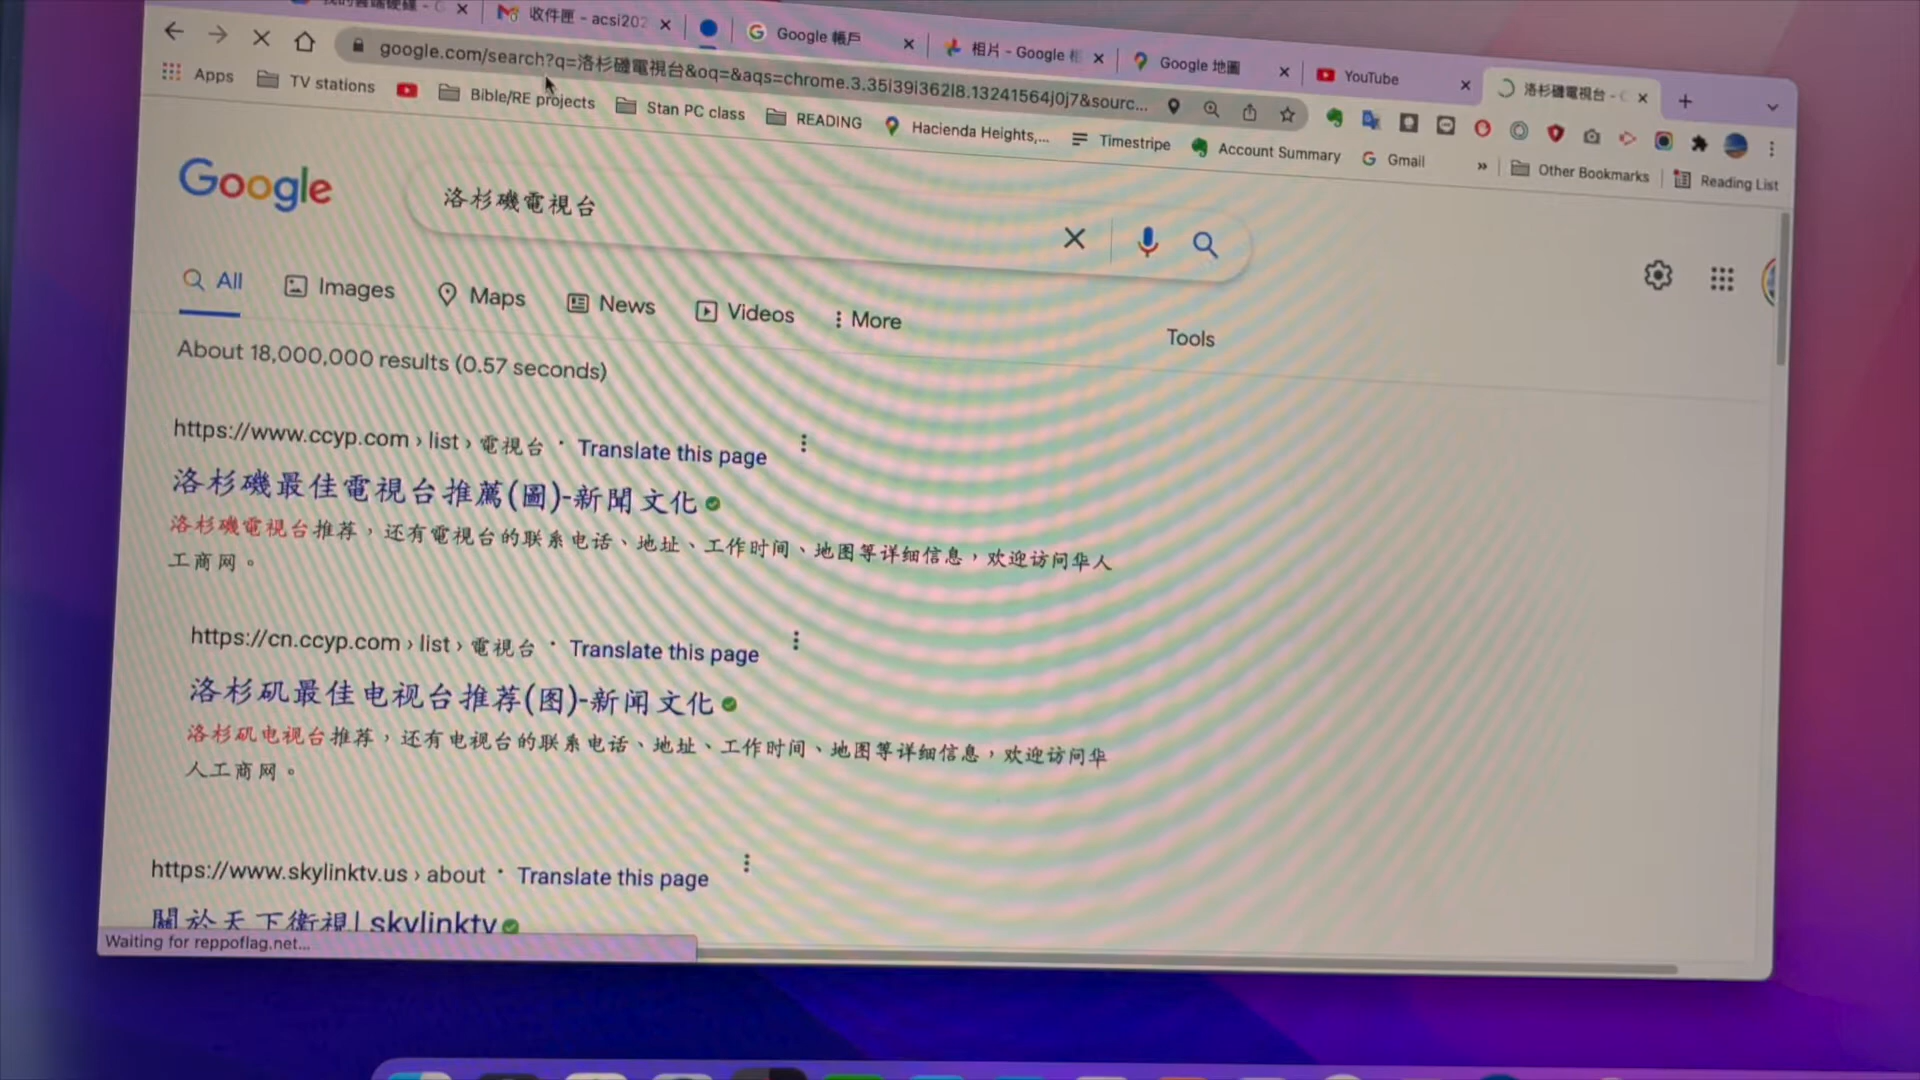 收件匣 - acsi202
Google 帳戶
相片 - Google 相
Google 地圖
YouTube
洛杉磯電視台 -
google.com/search?q=洛杉磯電視台&oq=&aqs=chrome.3.35i39i362l8.13241564j0j7&sourc...
Apps
TV stations
Bible/RE projects
Stan PC class
READING
Hacienda Heights,...
Timestripe
Account Summary
Gmail
»
Other Bookmarks
Reading List
Google
洛杉磯電視台
All
Images
Maps
News
Videos
More
Tools
About 18,000,000 results (0.57 seconds)
https://www.ccyp.com › list › 電視台 · Translate this page
洛杉磯最佳電視台推薦(圖)-新聞文化
洛杉磯電視台推荐，还有電視台的联系电话、地址、工作时间、地图等详细信息，欢迎访问华人
工商网。
https://cn.ccyp.com › list › 電視台 · Translate this page
洛杉矶最佳电视台推荐(图)-新闻文化
洛杉矶电视台推荐，还有电视台的联系电话、地址、工作时间、地图等详细信息，欢迎访问华
人工商网。
https://www.skylinktv.us › about · Translate this page
關於天下衛視| skylinktv
Waiting for reppoflag.net...